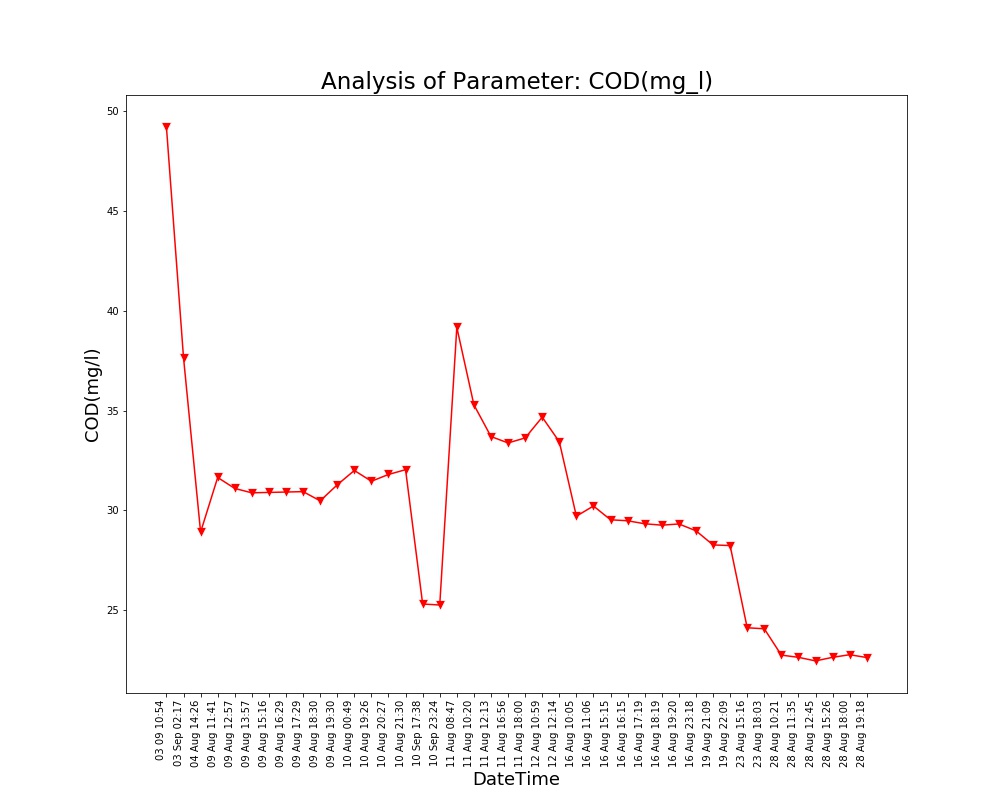 Analysis of Parameter: COD(mg_l)
COD(mg/l)
50
45
40
35
30
25
03 09 10:54
03 Sep 02:17
04 Aug 14:26
09 Aug 11:41
09 Aug 12:57
09 Aug 13:57
09 Aug 15:16
09 Aug 16:29
09 Aug 17:29
09 Aug 18:30
09 Aug 19:30
10 Aug 00:49
10 Aug 19:26
10 Aug 20:27
10 Aug 21:30
10 Sep 17:38
10 Sep 23:24
11 Aug 08:47
11 Aug 10:20
11 Aug 12:13
11 Aug 16:56
11 Aug 18:00
12 Aug 10:59
12 Aug 12:14
16 Aug 10:05
16 Aug 11:06
16 Aug 15:15
16 Aug 16:15
16 Aug 17:19
16 Aug 18:19
16 Aug 19:20
16 Aug 23:18
19 Aug 21:09
19 Aug 22:09
23 Aug 15:16
23 Aug 18:03
28 Aug 10:21
28 Aug 11:35
28 Aug 12:45
28 Aug 15:26
28 Aug 18:00
28 Aug 19:18
DateTime